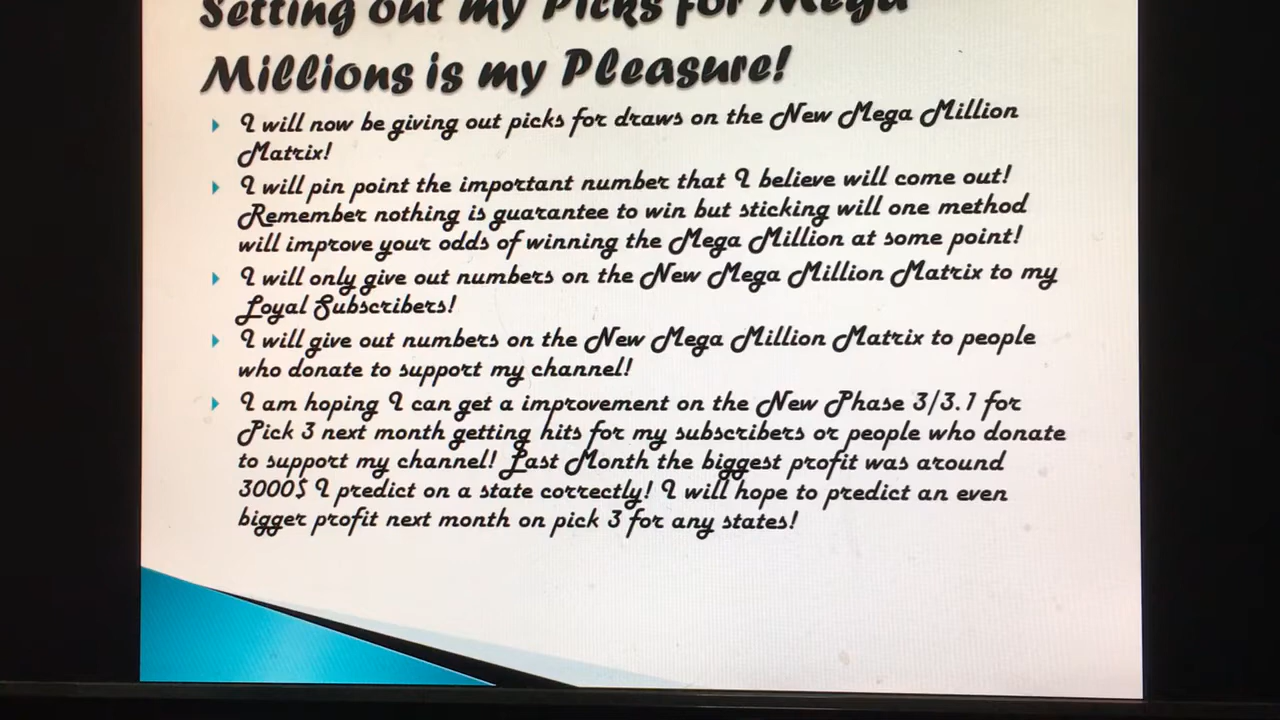 Setting out my Picks for Mega
Millions is my Pleasure!
I will now be giving out picks for draws on the New Mega Million
Matrix!
I will pin point the important number that I believe will come out!
Remember nothing is guarantee to win but sticking will one method
will improve your odds of winning the Mega Million at some point!
I will only give out numbers on the New Mega Million Matrix to my
Loyal Subscribers!
I will give out numbers on the New Mega Million Matrix to people
who donate to support my channel!
I am hoping I can get a improvement on the New Phase 3/3.1 for
Pick 3 next month getting hits for my subscribers or people who donate
to support my channel! Last Month the biggest profit was around
3000$ I predict on a state correctly! I will hope to predict an even
bigger profit next month on pick 3 for any states!